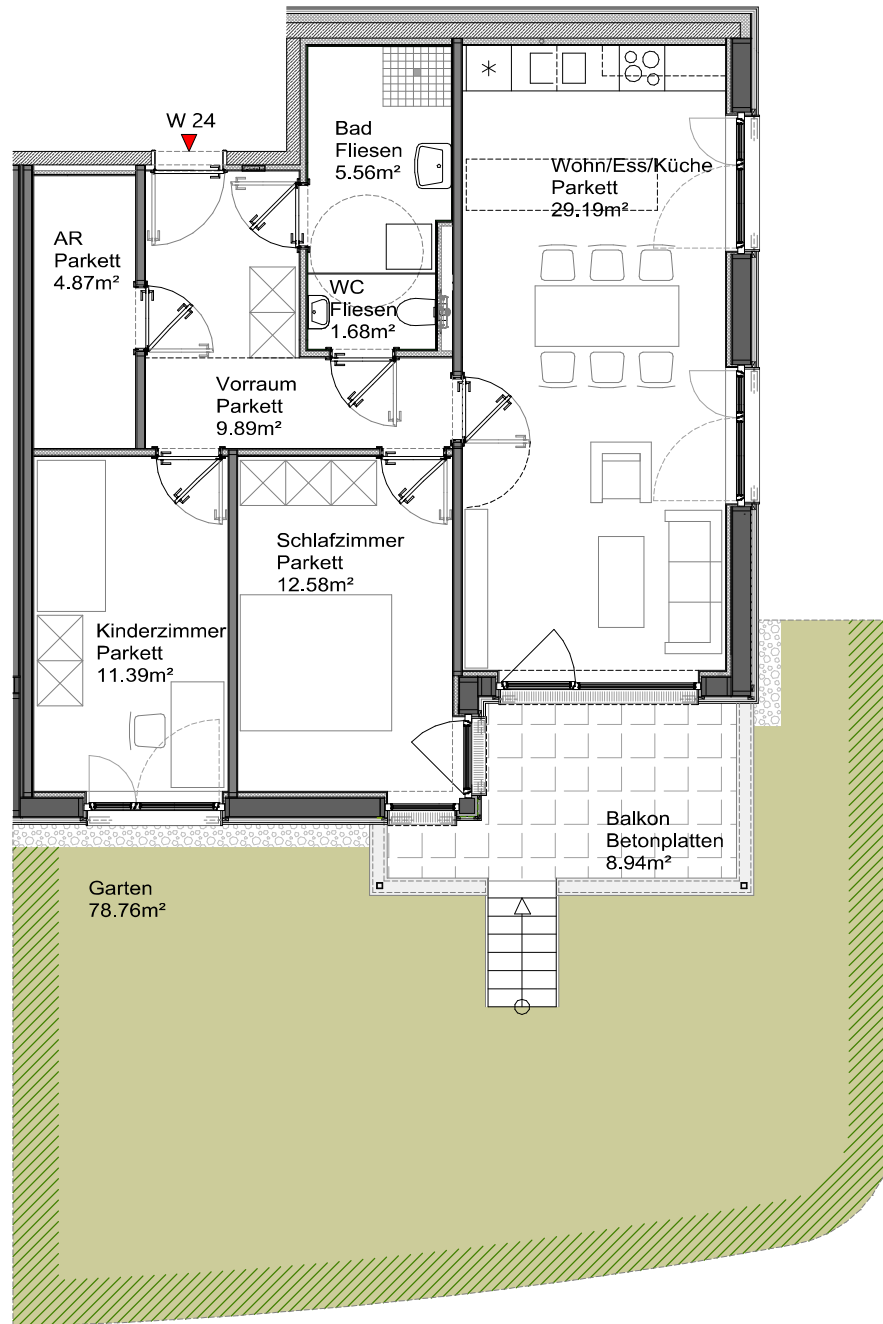 W 24
Bad
Fliesen
5.56m²
Wohn/Ess/Küche
Parkett
29.19m²
AR
Parkett
4.87m²
WC
Fliesen
1.68m²
Vorraum
Parkett
9.89m²
Schlafzimmer
Parkett
12.58m²
Kinderzimmer
Parkett
11.39m²
Balkon
Betonplatten
8.94m²
Garten
78.76m²